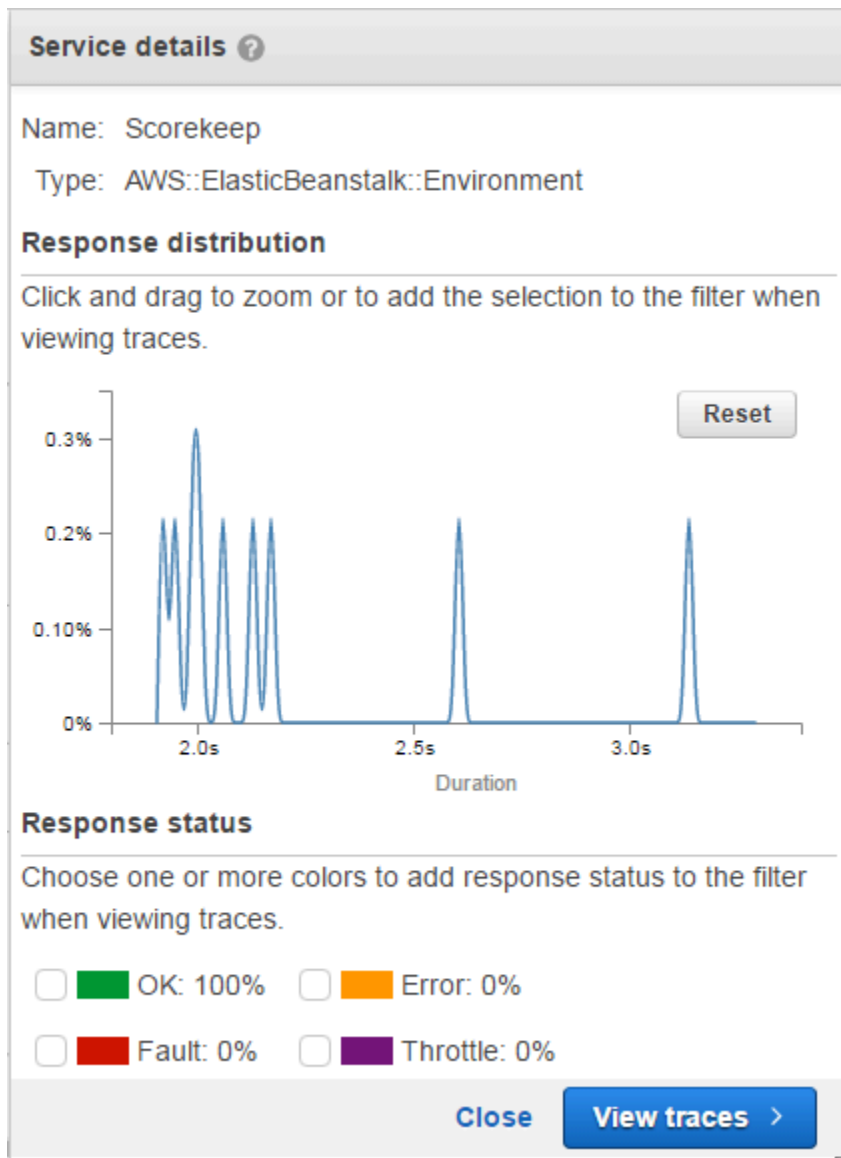 Service details ?
Name: Scorekeep
Type: AWS::ElasticBeanstalk::Environment
Response distribution
Click and drag to zoom or to add the selection to the filter when
viewing traces.
Reset
0.3%
0.2%
0.10%
0%
2.0s 2.5s 3.0s
Duration
Response status
Choose one or more colors to add response status to the filter
when viewing traces.
OK: 100% Error: 0%
Fault: 0% Throttle: 0%
Close View traces >